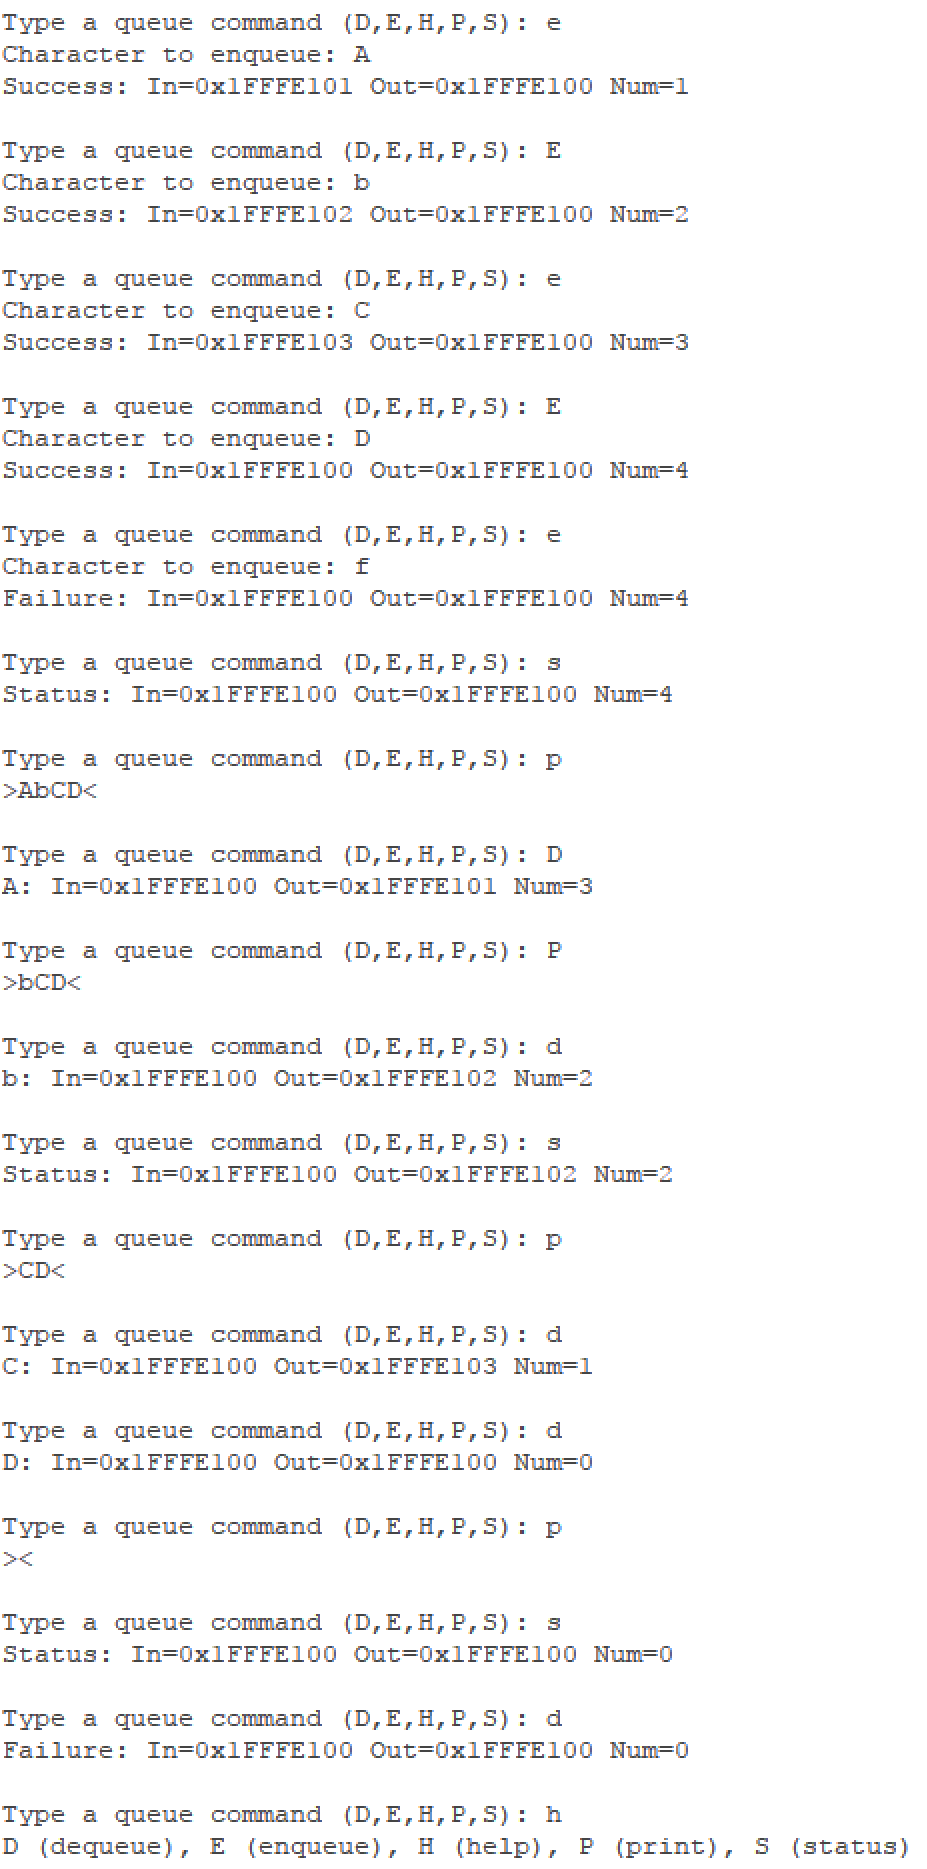 Type a queue command (D,E,H,P,S): e
Character to enqueue: A
Success: In=0x1FFFE101 Out=0x1FFFE100 Num=1
Type a queue command (D,E,H,P,S): E
Character to enqueue: b
Success: In=0x1FFFE102 Out=0x1FFFE100 Num=2
Type a queue command (D,E,H,P,S): e
Character to enqueue: C
Success: In=0x1FFFE103 Out=0x1FFFE100 Num=3
Type a queue command (D,E,H,P,S): E
Character to enqueue: D
Success: In=0x1FFFE100 Out=0x1FFFE100 Num=4
Type a queue command (D,E,H,P,S): e
Character to enqueue: f
Failure: In=0x1FFFE100 Out=0x1FFFE100 Num=4
Type a queue command (D,E,H,P,S): s
Status: In=0x1FFFE100 Out=0x1FFFE100 Num=4
Type a queue command (D,E,H,P,S): p
>AbCD<
Type a queue command (D,E,H,P,S): D
A: In=0x1FFFE100 Out=0x1FFFE101 Num=3
Type a queue command (D,E,H,P,S): P
>bCD<
Type a queue command (D,E,H,P,S): d
b: In=0x1FFFE100 Out=0x1FFFE102 Num=2
Type a queue command (D,E,H,P,S): s
Status: In=0x1FFFE100 Out=0x1FFFE102 Num=2
Type a queue command (D,E,H,P,S): p
>CD<
Type a queue command (D,E,H,P,S): d
C: In=0x1FFFE100 Out=0x1FFFE103 Num=1
Type a queue command (D,E,H,P,S): d
D: In=0x1FFFE100 Out=0x1FFFE100 Num=0
Type a queue command (D,E,H,P,S): p
><
Type a queue command (D,E,H,P,S): s
Status: In=0x1FFFE100 Out=0x1FFFE100 Num=0
Type a queue command (D,E,H,P,S): d
Failure: In=0x1FFFE100 Out=0x1FFFE100 Num=0
Type a queue command (D,E,H,P,S): h
D (dequeue), E (enqueue), H (help), P (print), S (status)